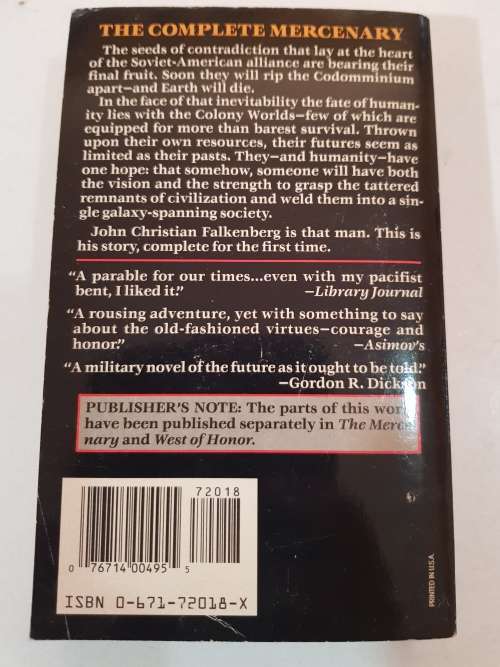 THE COMPLETE MERCENARY
The seeds of contradiction that lay at the heart
of the Soviet-American alliance are bearing their
final fruit. Soon they will rip the Codomminium
apart—and Earth will die.
In the face of that inevitability the fate of human-
ity lies with the Colony Worlds—few of which are
equipped for more than barest survival. Thrown
upon their own resources, their futures seem as
limited as their pasts. They—and humanity—have
one hope: that somehow, someone will have both
the vision and the strength to grasp the tattered
remnants of civilization and weld them into a sin-
gle galaxy-spanning society.
John Christian Falkenberg is that man. This is
his story, complete for the first time.
"A parable for our times...even with my pacifist
bent, I liked it."
—Library Journal
"A rousing adventure, yet with something to say
about the old-fashioned virtues—courage and
honor."
—Asimov's
"A military novel of the future as it ought to be told."
—Gordon R. Dickson
PUBLISHER'S NOTE: The parts of this work
have been published separately in The Merce-
nary and West of Honor.
72018
0 76714 00495 5
ISBN 0-671-72018-X
PRINTED IN U.S.A.